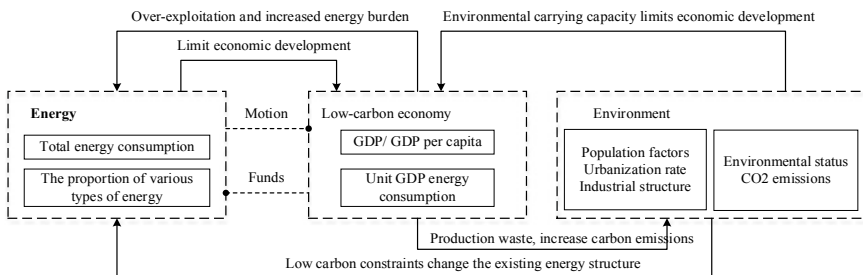 Over-exploitation and increased energy burden
Environmental carrying capacity limits economic development
Limit economic development
Energy
Total energy consumption
The proportion of various
types of energy
Motion
Funds
Low-carbon economy
GDP/ GDP per capita
Unit GDP energy
consumption
Environment
Population factors
Urbanization rate
Industrial structure
Environmental status
CO2 emissions
Production waste, increase carbon emissions
Low carbon constraints change the existing energy structure